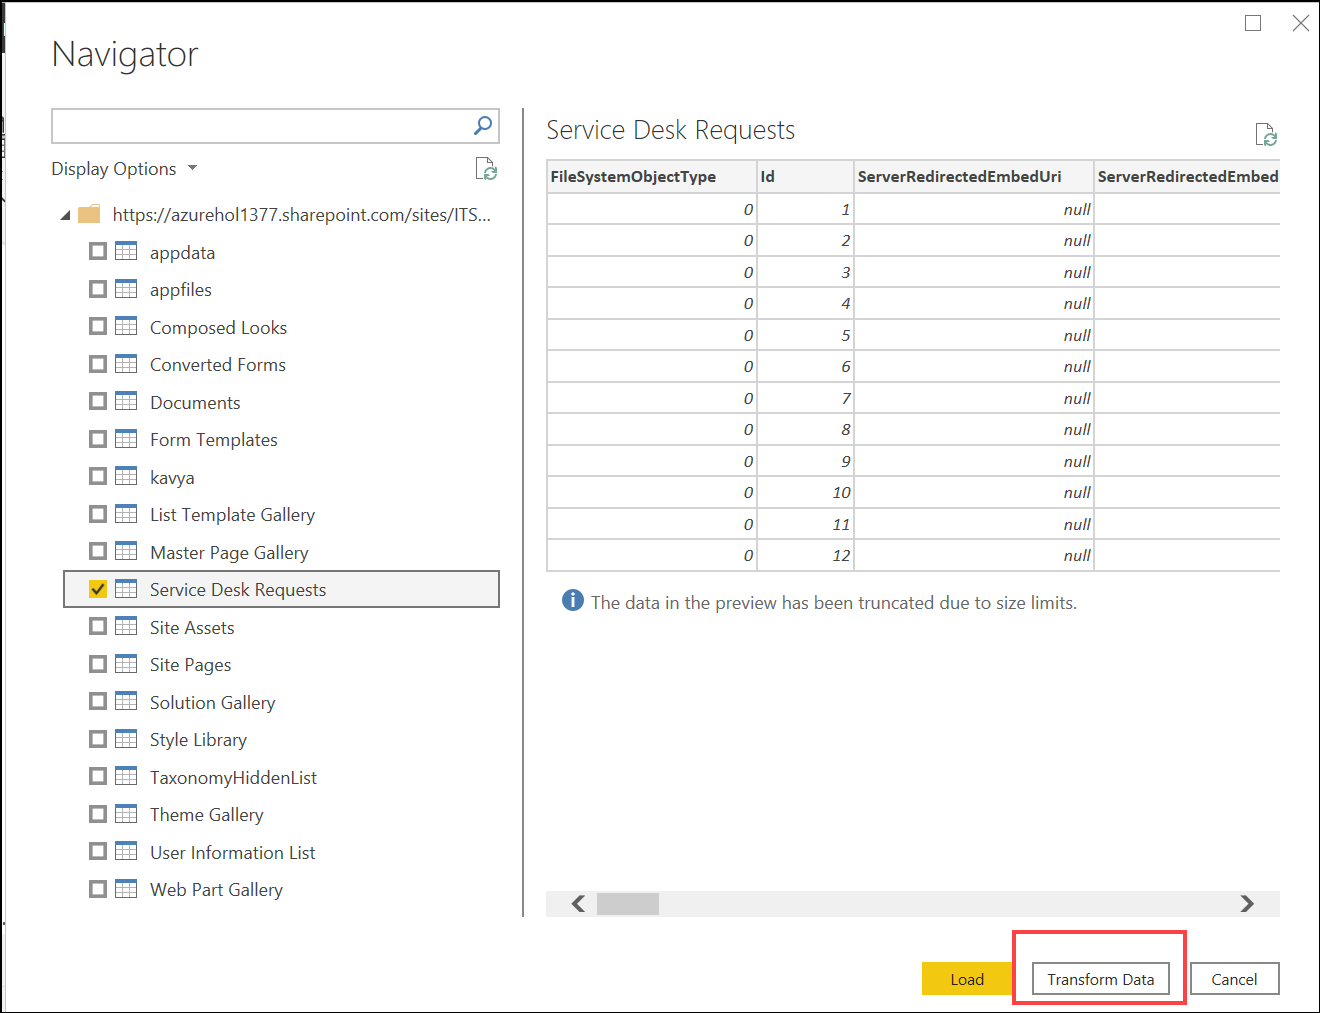 Navigator
Display Options
https://azurehol1377.sharepoint.com/sites/ITS...
appdata
appfiles
Composed Looks
Converted Forms
Documents
Form Templates
kavya
List Template Gallery
Master Page Gallery
Service Desk Requests
Site Assets
Site Pages
Solution Gallery
Style Library
TaxonomyHiddenList
Theme Gallery
User Information List
Web Part Gallery
Service Desk Requests
FileSystemObjectType Id ServerRedirectedEmbedUri ServerRedirectedEmbed
0 1 null
0 2 null
0 3 null
0 4 null
0 5 null
0 6 null
0 7 null
0 8 null
0 9 null
0 10 null
0 11 null
0 12 null
The data in the preview has been truncated due to size limits.
Load Transform Data Cancel